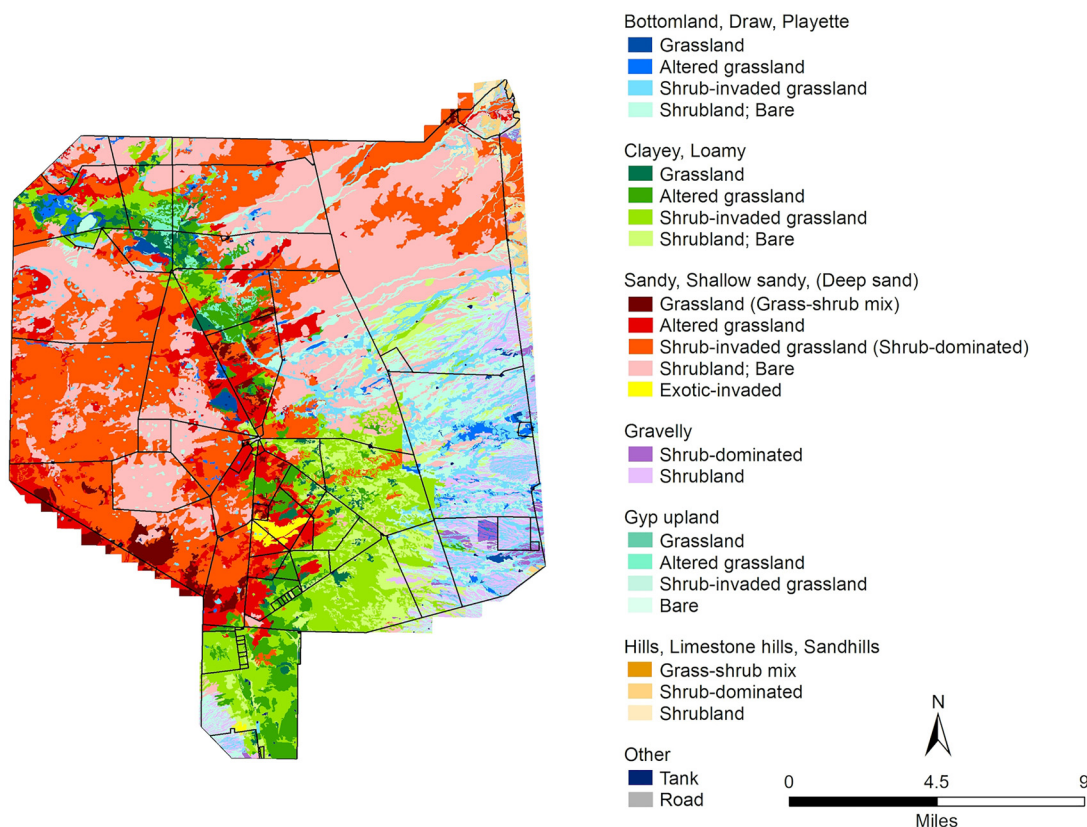 Bottomland, Draw, Playette
Grassland
Altered grassland
Shrub-invaded grassland
Shrubland; Bare
Clayey, Loamy
Grassland
Altered grassland
Shrub-invaded grassland
Shrubland; Bare
Sandy, Shallow sandy, (Deep sand)
Grassland (Grass-shrub mix)
Altered grassland
Shrub-invaded grassland (Shrub-dominated)
Shrubland; Bare
Exotic-invaded
Gravelly
Shrub-dominated
Shrubland
Gyp upland
Grassland
Altered grassland
Shrub-invaded grassland
Bare
Hills, Limestone hills, Sandhills
Grass-shrub mix
Shrub-dominated
Shrubland
Other
Tank
Road
N
0 4.5 9
Miles